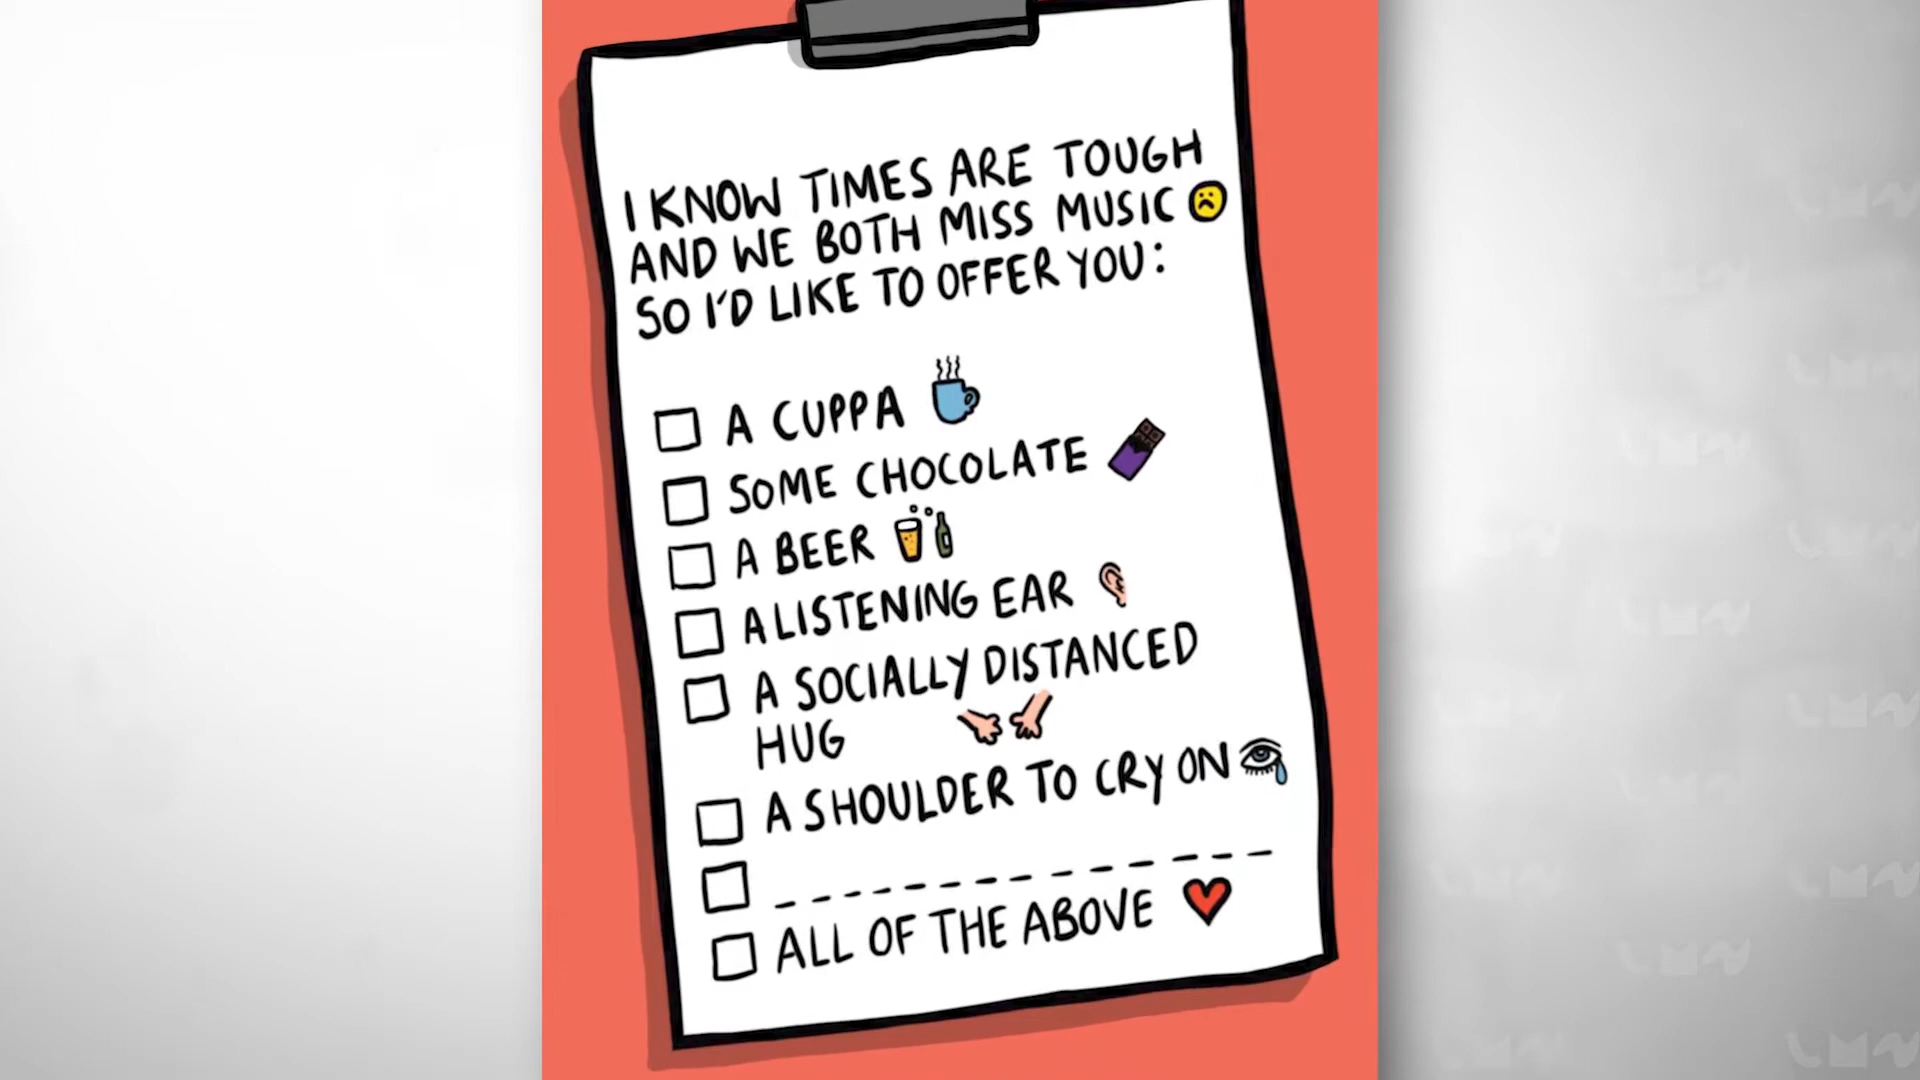 I KNOW TIMES ARE TOUGH
AND WE BOTH MISS MUSIC
SO I'D LIKE TO OFFER YOU:
A CUPPA
SOME CHOCOLATE
A BEER
A LISTENING EAR
A SOCIALLY DISTANCED
HUG
A SHOULDER TO CRY ON
ALL OF THE ABOVE